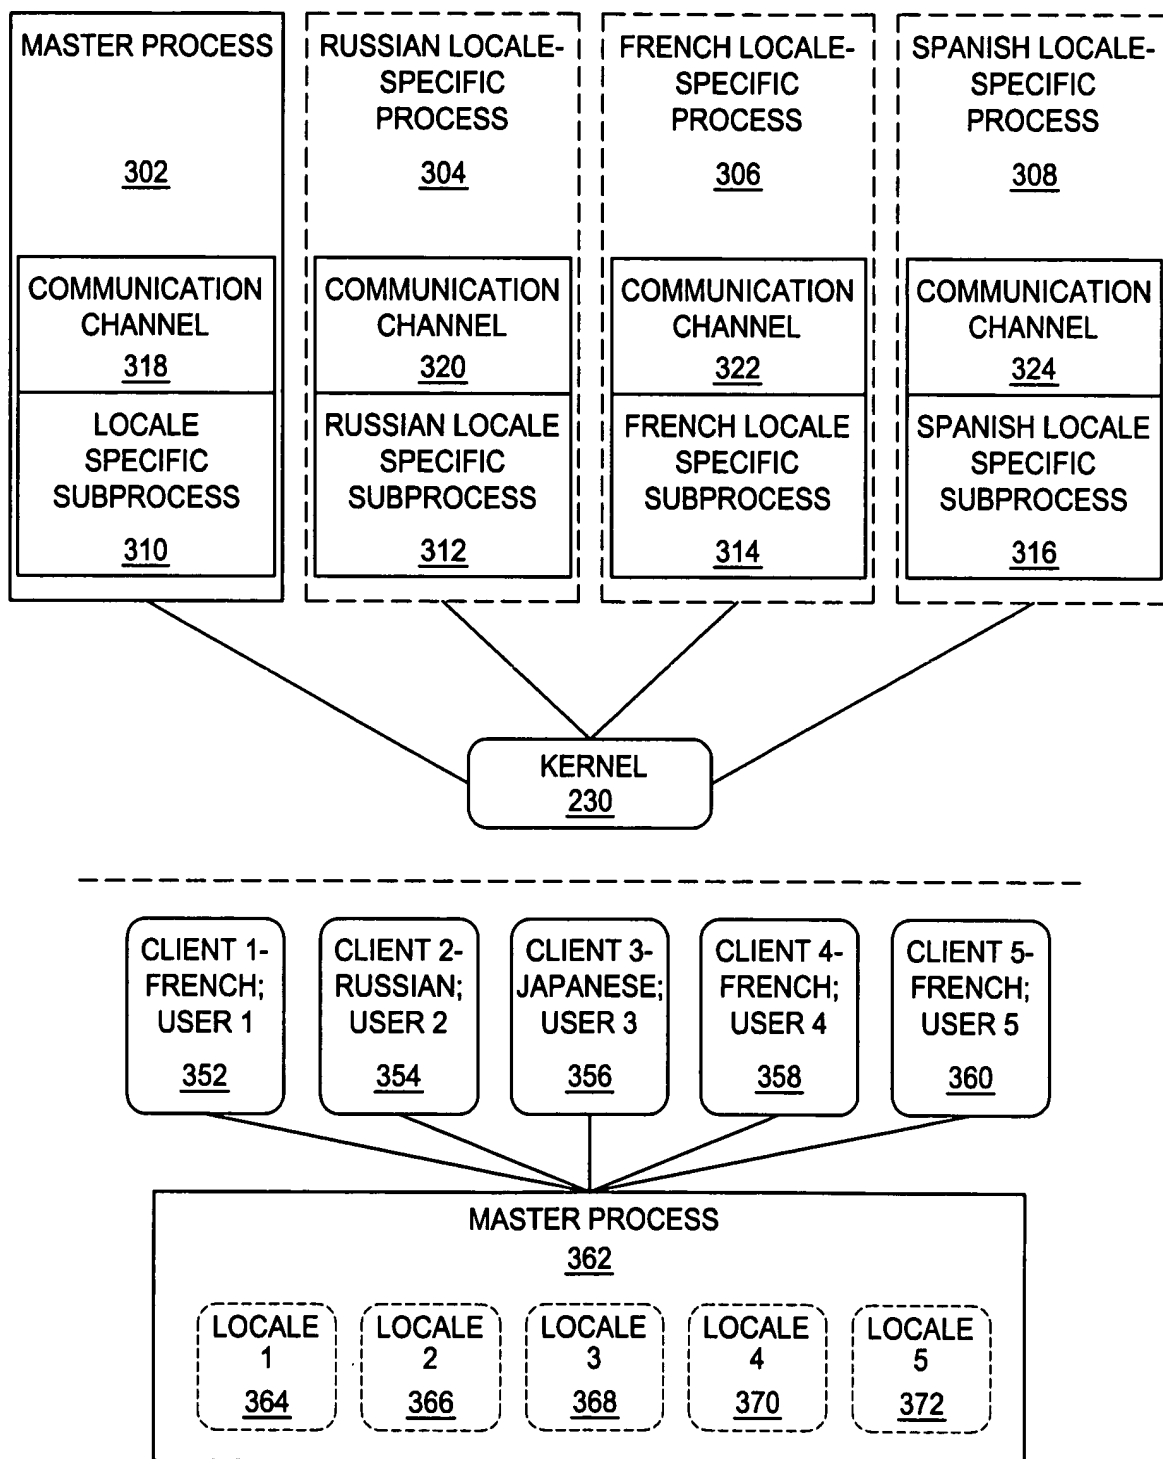 MASTER PROCESS
302
COMMUNICATION
CHANNEL
318
LOCALE
SPECIFIC
SUBPROCESS
310
RUSSIAN LOCALE-
SPECIFIC
PROCESS
304
COMMUNICATION
CHANNEL
320
RUSSIAN LOCALE
SPECIFIC
SUBPROCESS
312
FRENCH LOCALE-
SPECIFIC
PROCESS
306
COMMUNICATION
CHANNEL
322
FRENCH LOCALE
SPECIFIC
SUBPROCESS
314
SPANISH LOCALE-
SPECIFIC
PROCESS
308
COMMUNICATION
CHANNEL
324
SPANISH LOCALE
SPECIFIC
SUBPROCESS
316
KERNEL
230
CLIENT 1-
FRENCH;
USER 1
352
CLIENT 2-
RUSSIAN;
USER 2
354
CLIENT 3-
JAPANESE;
USER 3
356
CLIENT 4-
FRENCH;
USER 4
358
CLIENT 5-
FRENCH;
USER 5
360
MASTER PROCESS
362
LOCALE
1
364
LOCALE
2
366
LOCALE
3
368
LOCALE
4
370
LOCALE
5
372